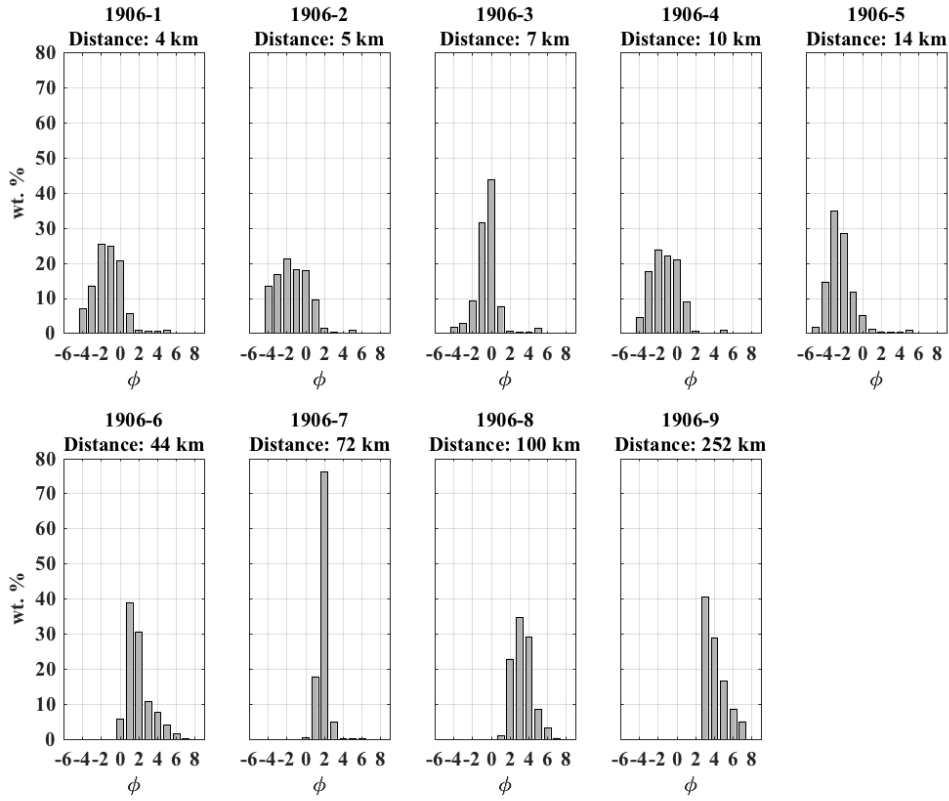 1906-1
Distance: 4 km
1906-2
Distance: 5 km
1906-3
Distance: 7 km
1906-4
Distance: 10 km
1906-5
Distance: 14 km
80
70
60
50
40
30
20
10
0
wt. %
-6 -4 -2 0 2 4 6 8
ϕ
-6 -4 -2 0 2 4 6 8
ϕ
-6 -4 -2 0 2 4 6 8
ϕ
-6 -4 -2 0 2 4 6 8
ϕ
-6 -4 -2 0 2 4 6 8
ϕ
1906-6
Distance: 44 km
1906-7
Distance: 72 km
1906-8
Distance: 100 km
1906-9
Distance: 252 km
80
70
60
50
40
30
20
10
0
wt. %
-6 -4 -2 0 2 4 6 8
ϕ
-6 -4 -2 0 2 4 6 8
ϕ
-6 -4 -2 0 2 4 6 8
ϕ
-6 -4 -2 0 2 4 6 8
ϕ